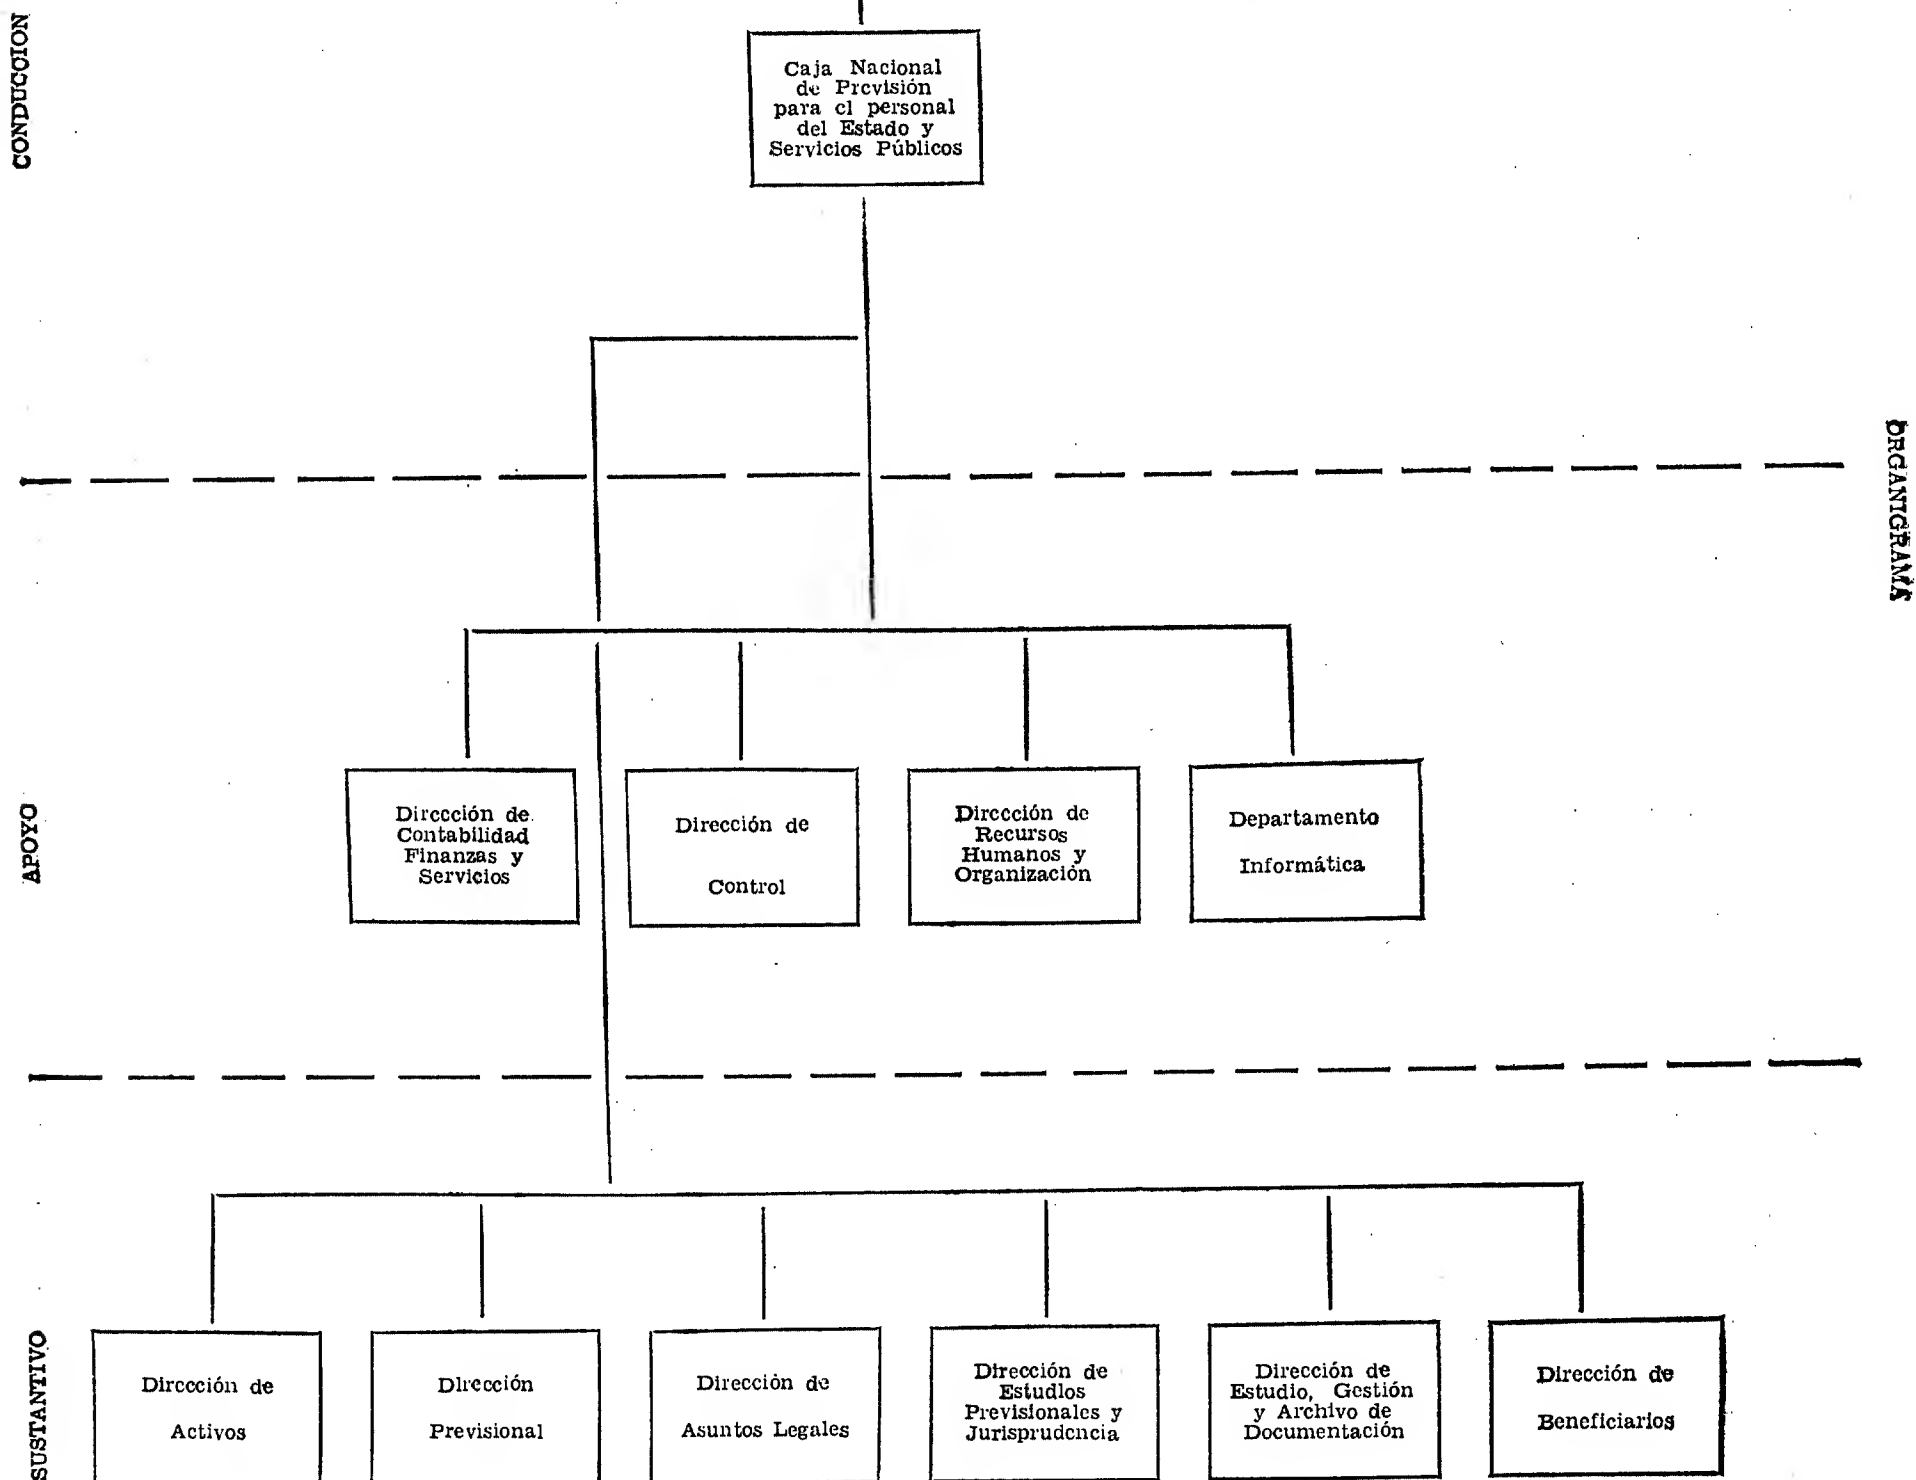 CONDUCCION
Caja Nacional
de Previsión
para el personal
del Estado y
Servicios Públicos
ORGANIGRAMA
APOYO
Dirección de
Contabilidad
Finanzas y
Servicios
Dirección de
Control
Dirección de
Recursos
Humanos y
Organización
Departamento
Informática
SUSTANTIVO
Dirección de
Activos
Dirección
Previsional
Dirección de
Asuntos Legales
Dirección de
Estudios
Previsionales y
Jurisprudencia
Dirección de
Estudio, Gestión
y Archivo de
Documentación
Dirección de
Beneficiarios